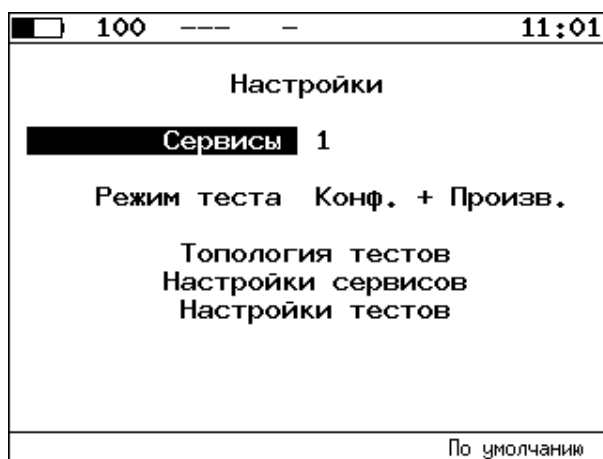 100 --- - 11:01
Настройки
Сервисы 1
Режим теста Конф. + Произв.
Топология тестов
Настройки сервисов
Настройки тестов
По умолчанию